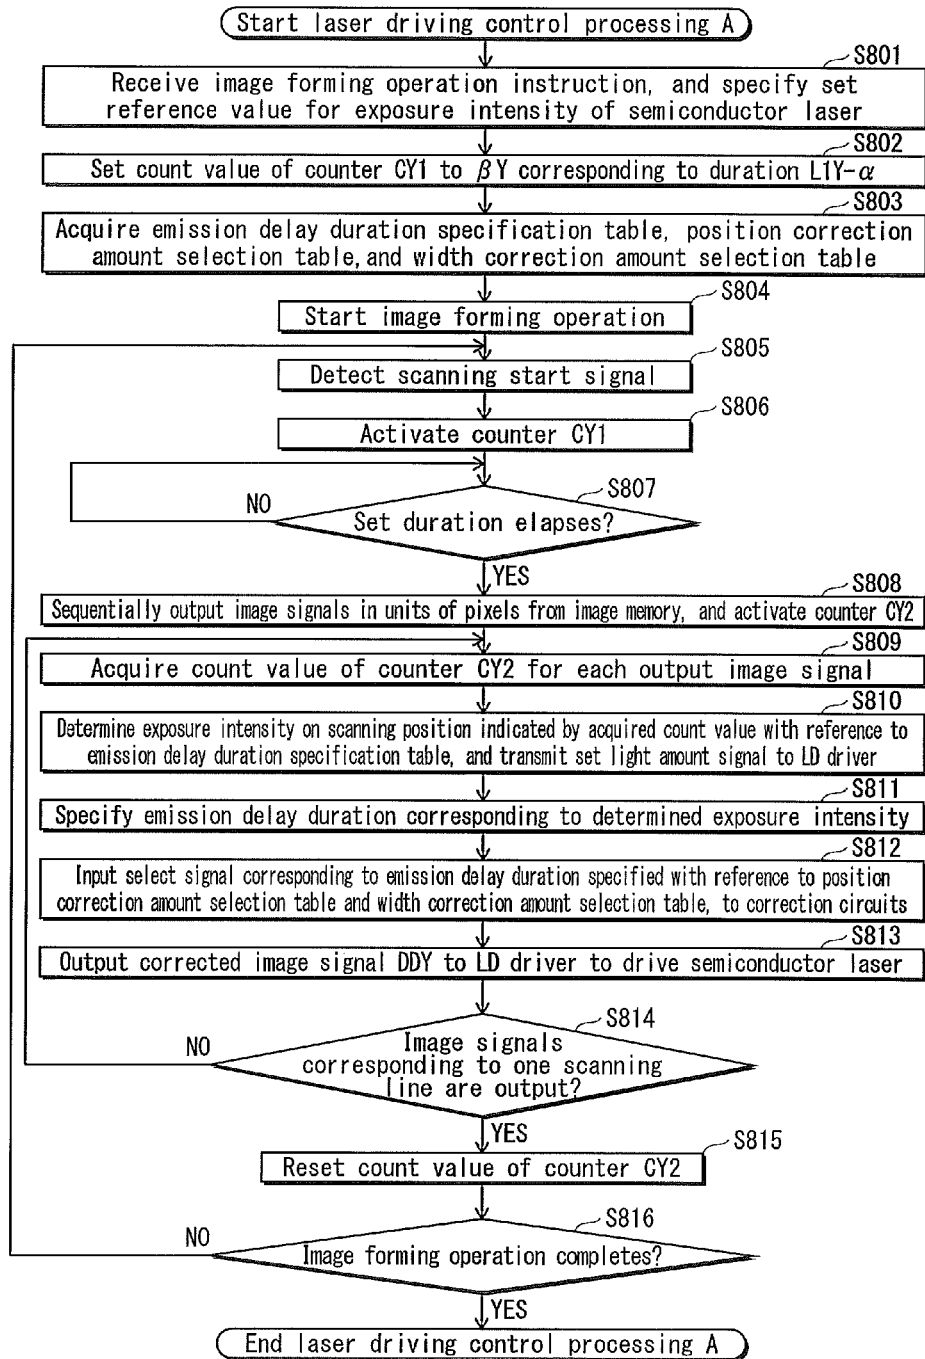 Start laser driving control processing A
S801
Receive image forming operation instruction, and specify set
reference value for exposure intensity of semiconductor laser
S802
Set count value of counter CY1 to βY corresponding to duration L1Y-α
S803
Acquire emission delay duration specification table, position correction
amount selection table, and width correction amount selection table
S804
Start image forming operation
S805
Detect scanning start signal
S806
Activate counter CY1
S807
NO
Set duration elapses?
YES
S808
Sequentially output image signals in units of pixels from image memory, and activate counter CY2
S809
Acquire count value of counter CY2 for each output image signal
S810
Determine exposure intensity on scanning position indicated by acquired count value with reference to
emission delay duration specification table, and transmit set light amount signal to LD driver
S811
Specify emission delay duration corresponding to determined exposure intensity
S812
Input select signal corresponding to emission delay duration specified with reference to position
correction amount selection table and width correction amount selection table, to correction circuits
S813
Output corrected image signal DDY to LD driver to drive semiconductor laser
S814
NO
Image signals
corresponding to one scanning
line are output?
YES
S815
Reset count value of counter CY2
S816
NO
Image forming operation completes?
YES
End laser driving control processing A